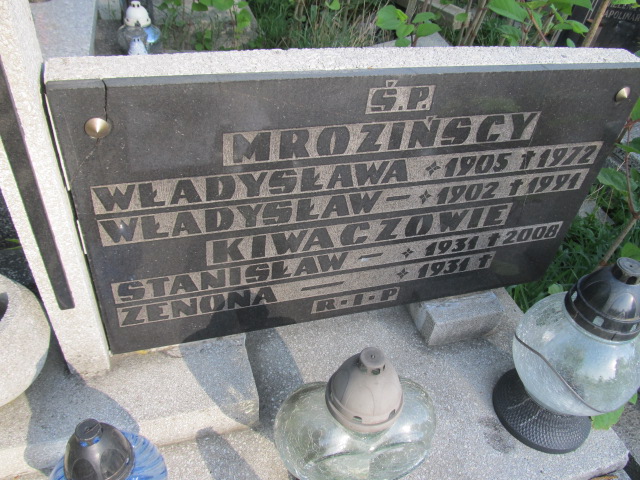 Ś.P.
MROZIŃSCY
WŁADYSŁAWA ✧1905 †1972
WŁADYSŁAW — ✧1902 †1991
KIWACZOWIE
STANISŁAW — ✧1931 †2008
ZENONA — ✧1931 †
R·I·P